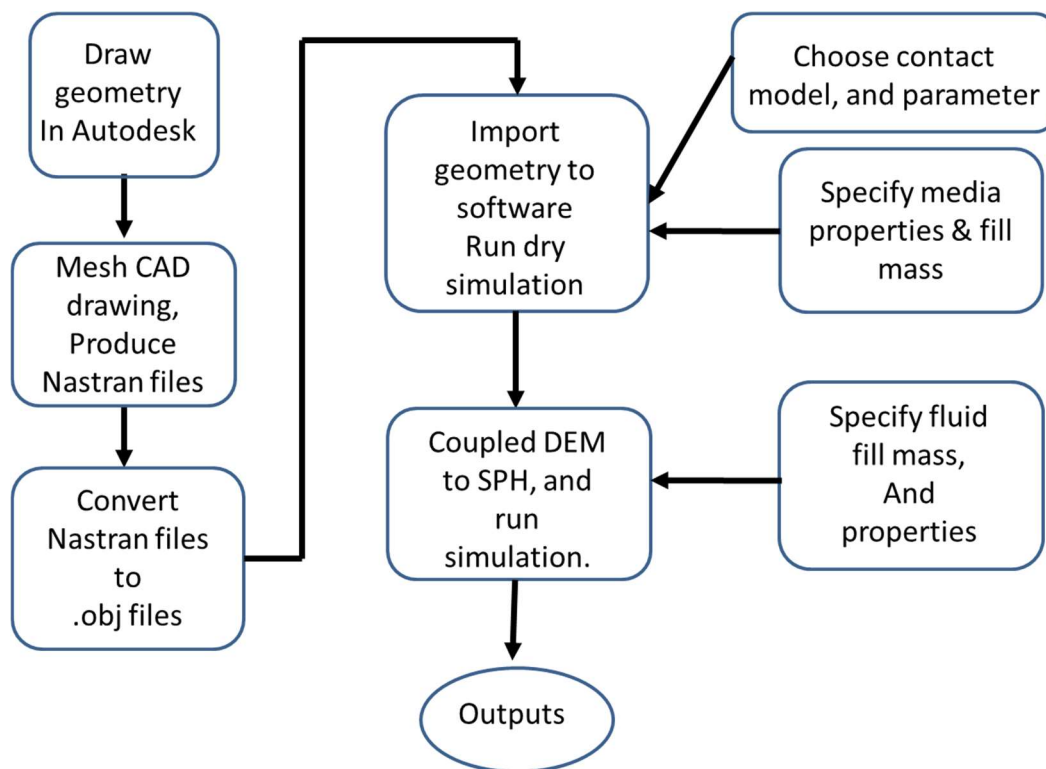 Draw
geometry
In Autodesk
Mesh CAD
drawing,
Produce
Nastran files
Convert
Nastran files
to
.obj files
Import
geometry to
software
Run dry
simulation
Choose contact
model, and parameter
Specify media
properties & fill
mass
Coupled DEM
to SPH, and
run
simulation.
Specify fluid
fill mass,
And
properties
Outputs